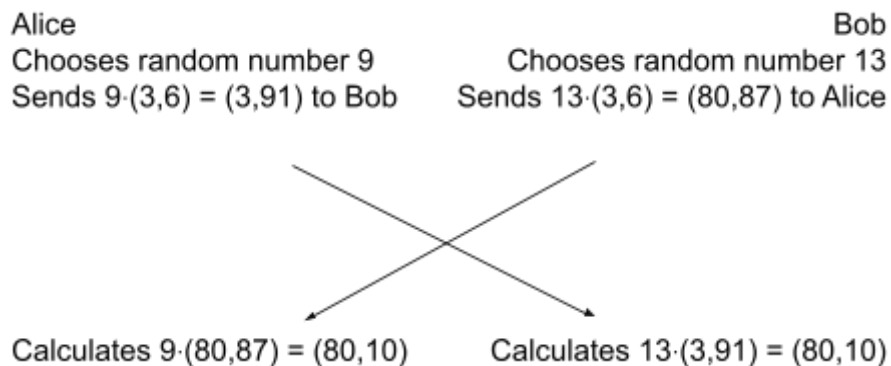 Alice
Chooses random number 9
Sends 9·(3,6) = (3,91) to Bob
Bob
Chooses random number 13
Sends 13·(3,6) = (80,87) to Alice
Calculates 9·(80,87) = (80,10)
Calculates 13·(3,91) = (80,10)